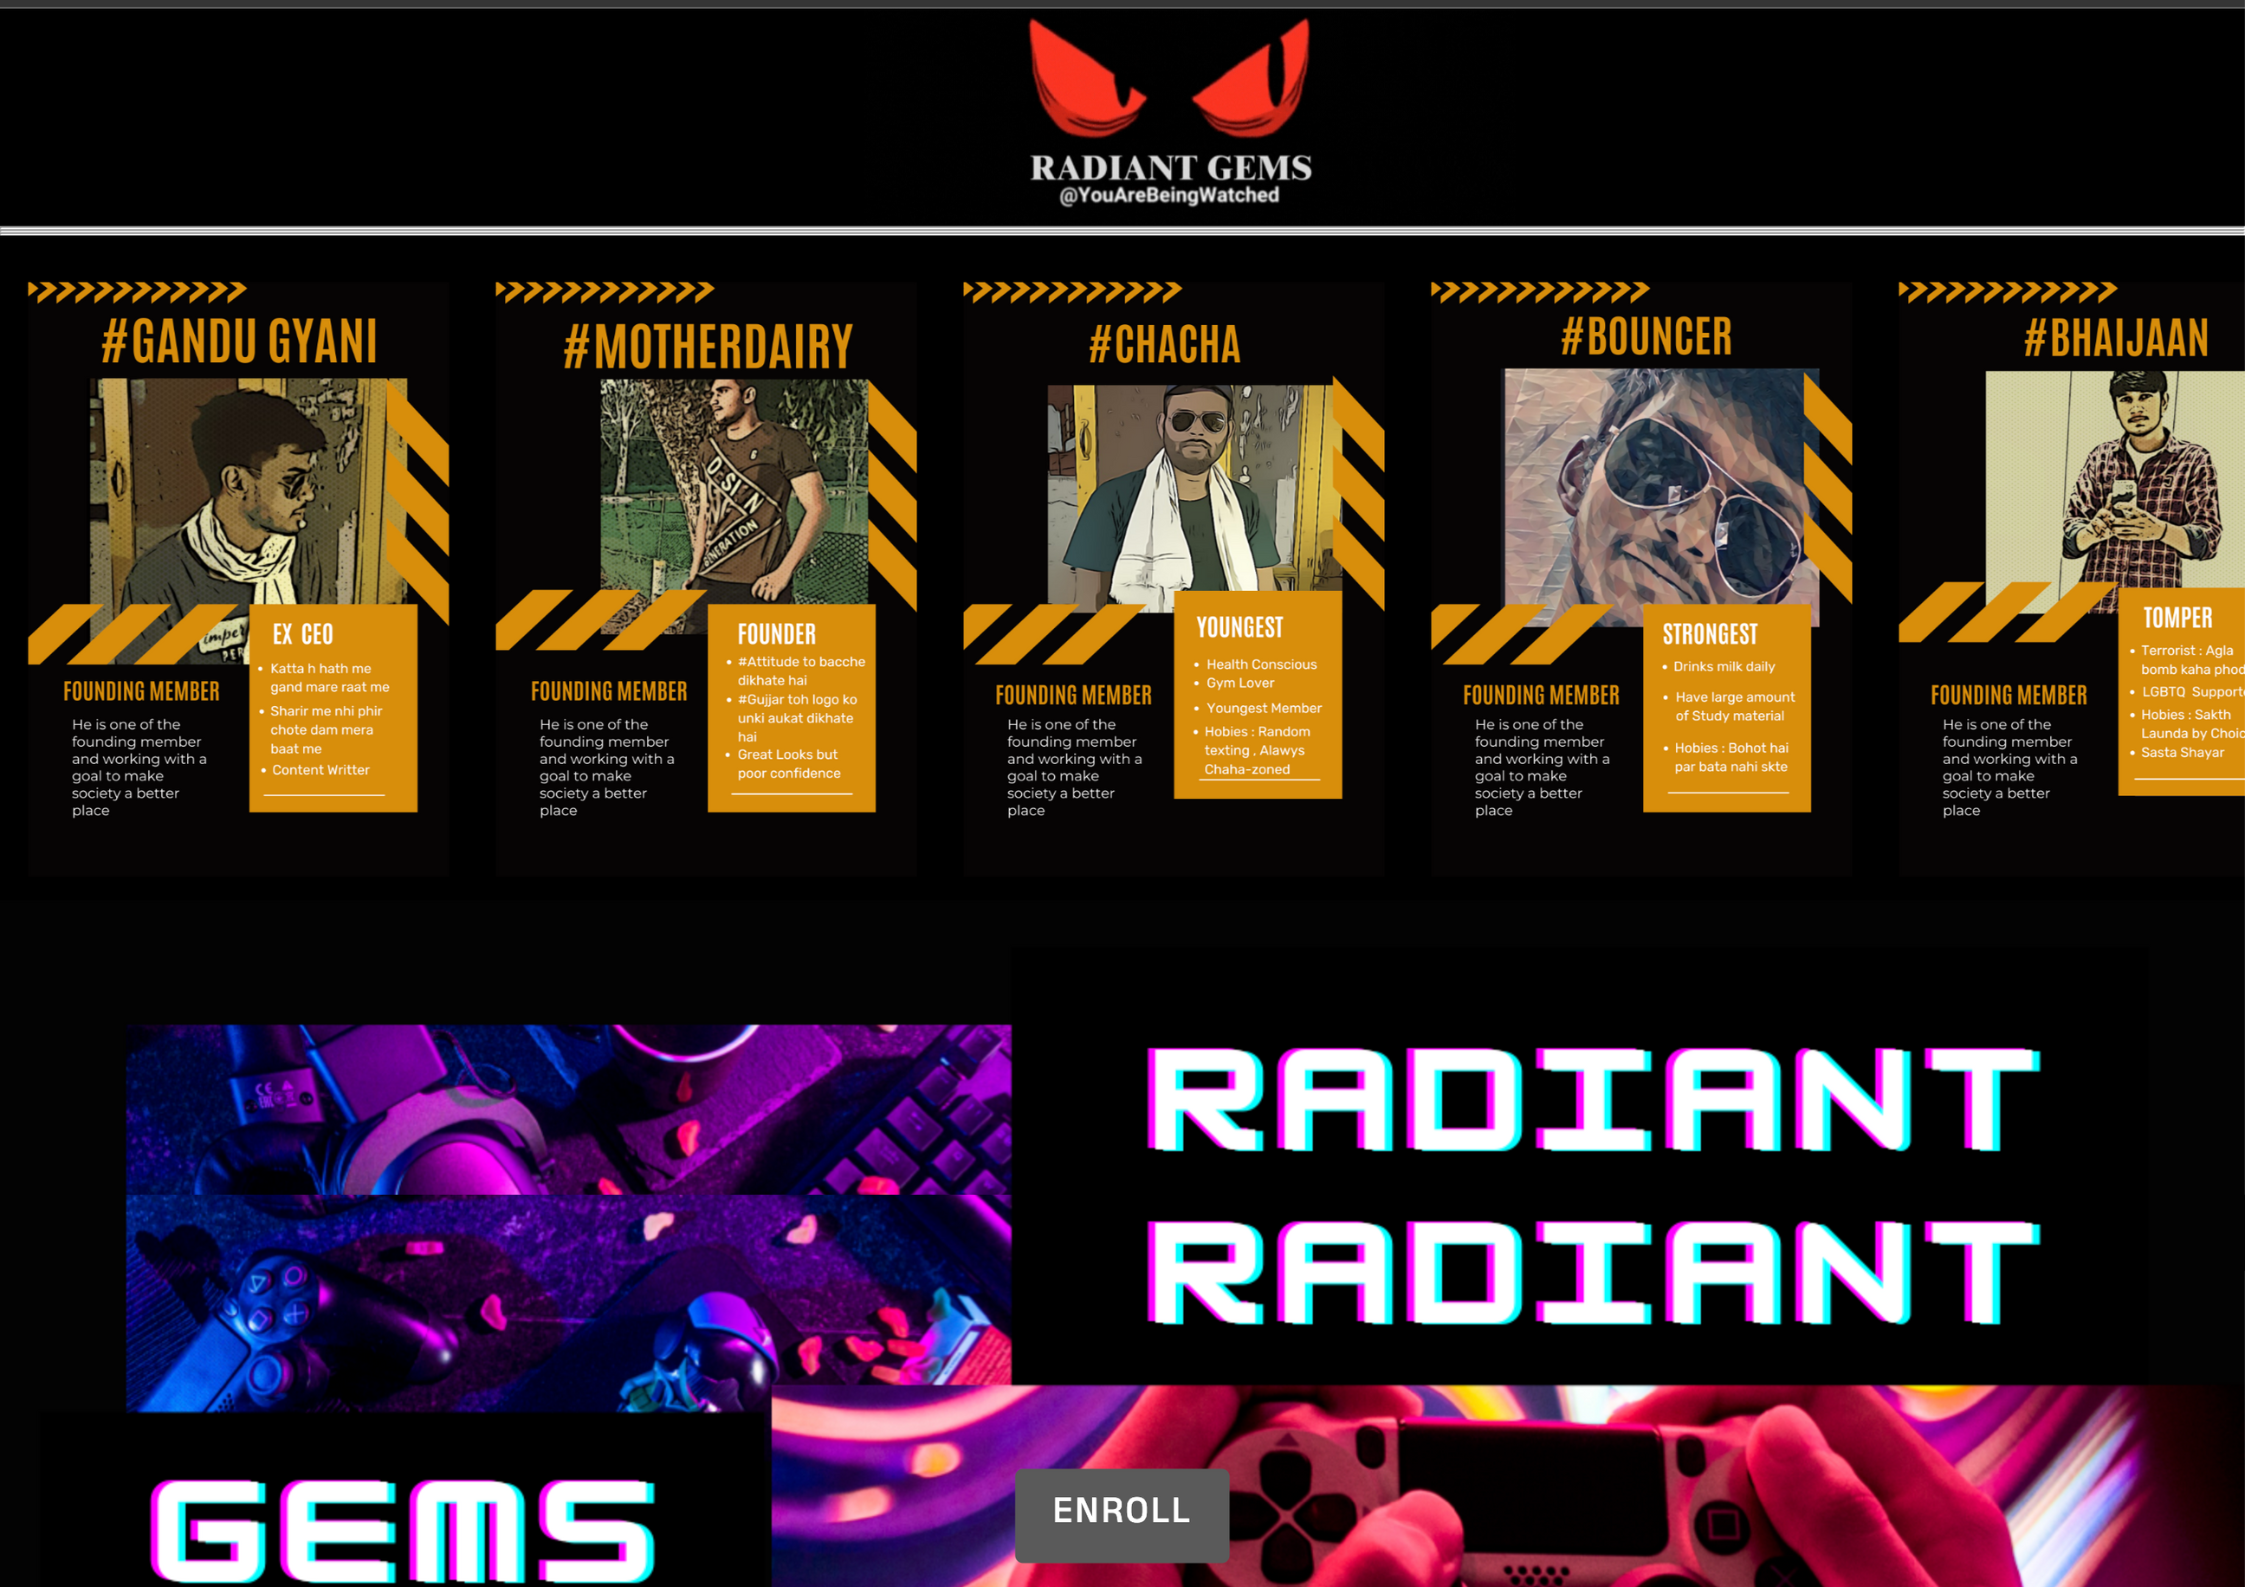 RADIANT GEMS
@YouAreBeingWatched
#GANDU GYANI
EX CEO
• Katta h hath me
gand mare raat me
• Sharir me nhi phir
chote dam mera
baat me
• Content Writter
FOUNDING MEMBER
He is one of the
founding member
and working with a
goal to make
society a better
place
#MOTHERDAIRY
DESIGN
GENERATION
FOUNDER
• #Attitude to bacche
dikhate hai
• #Gujjar toh logo ko
unki aukat dikhate
hai
• Great Looks but
poor confidence
FOUNDING MEMBER
He is one of the
founding member
and working with a
goal to make
society a better
place
#CHACHA
YOUNGEST
• Health Conscious
• Gym Lover
• Youngest Member
• Hobies : Random
texting , Alawys
Chaha-zoned
FOUNDING MEMBER
He is one of the
founding member
and working with a
goal to make
society a better
place
#BOUNCER
STRONGEST
• Drinks milk daily
• Have large amount
of Study material
• Hobies : Bohot hai
par bata nahi skte
FOUNDING MEMBER
He is one of the
founding member
and working with a
goal to make
society a better
place
#BHAIJAAN
TOMPER
• Terrorist : Agla
bomb kaha phod
• LGBTQ Supporte
• Hobies : Sakth
Launda by Choic
• Sasta Shayar
FOUNDING MEMBER
He is one of the
founding member
and working with a
goal to make
society a better
place
RADIANT
RADIANT
GEMS
ENROLL